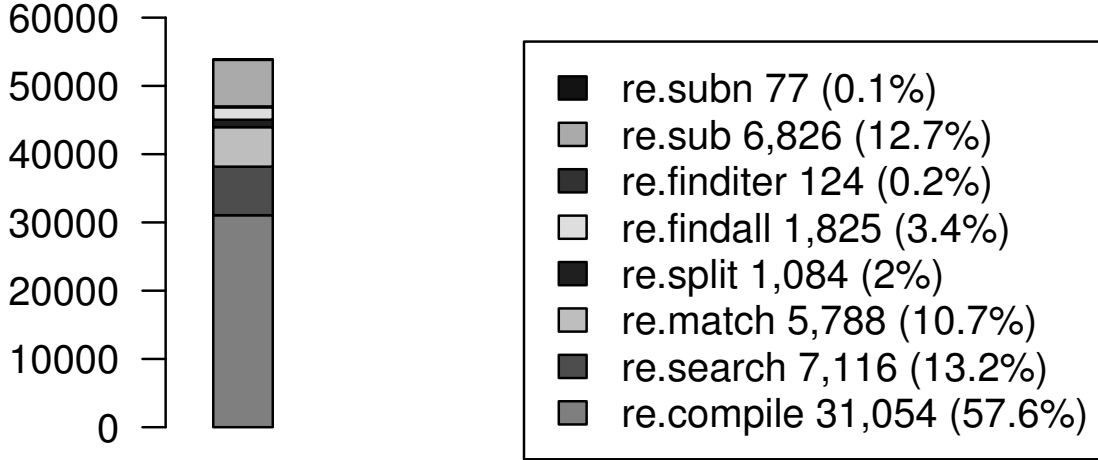 60000
50000
40000
30000
20000
10000
0
re.subn 77 (0.1%)
re.sub 6,826 (12.7%)
re.finditer 124 (0.2%)
re.findall 1,825 (3.4%)
re.split 1,084 (2%)
re.match 5,788 (10.7%)
re.search 7,116 (13.2%)
re.compile 31,054 (57.6%)